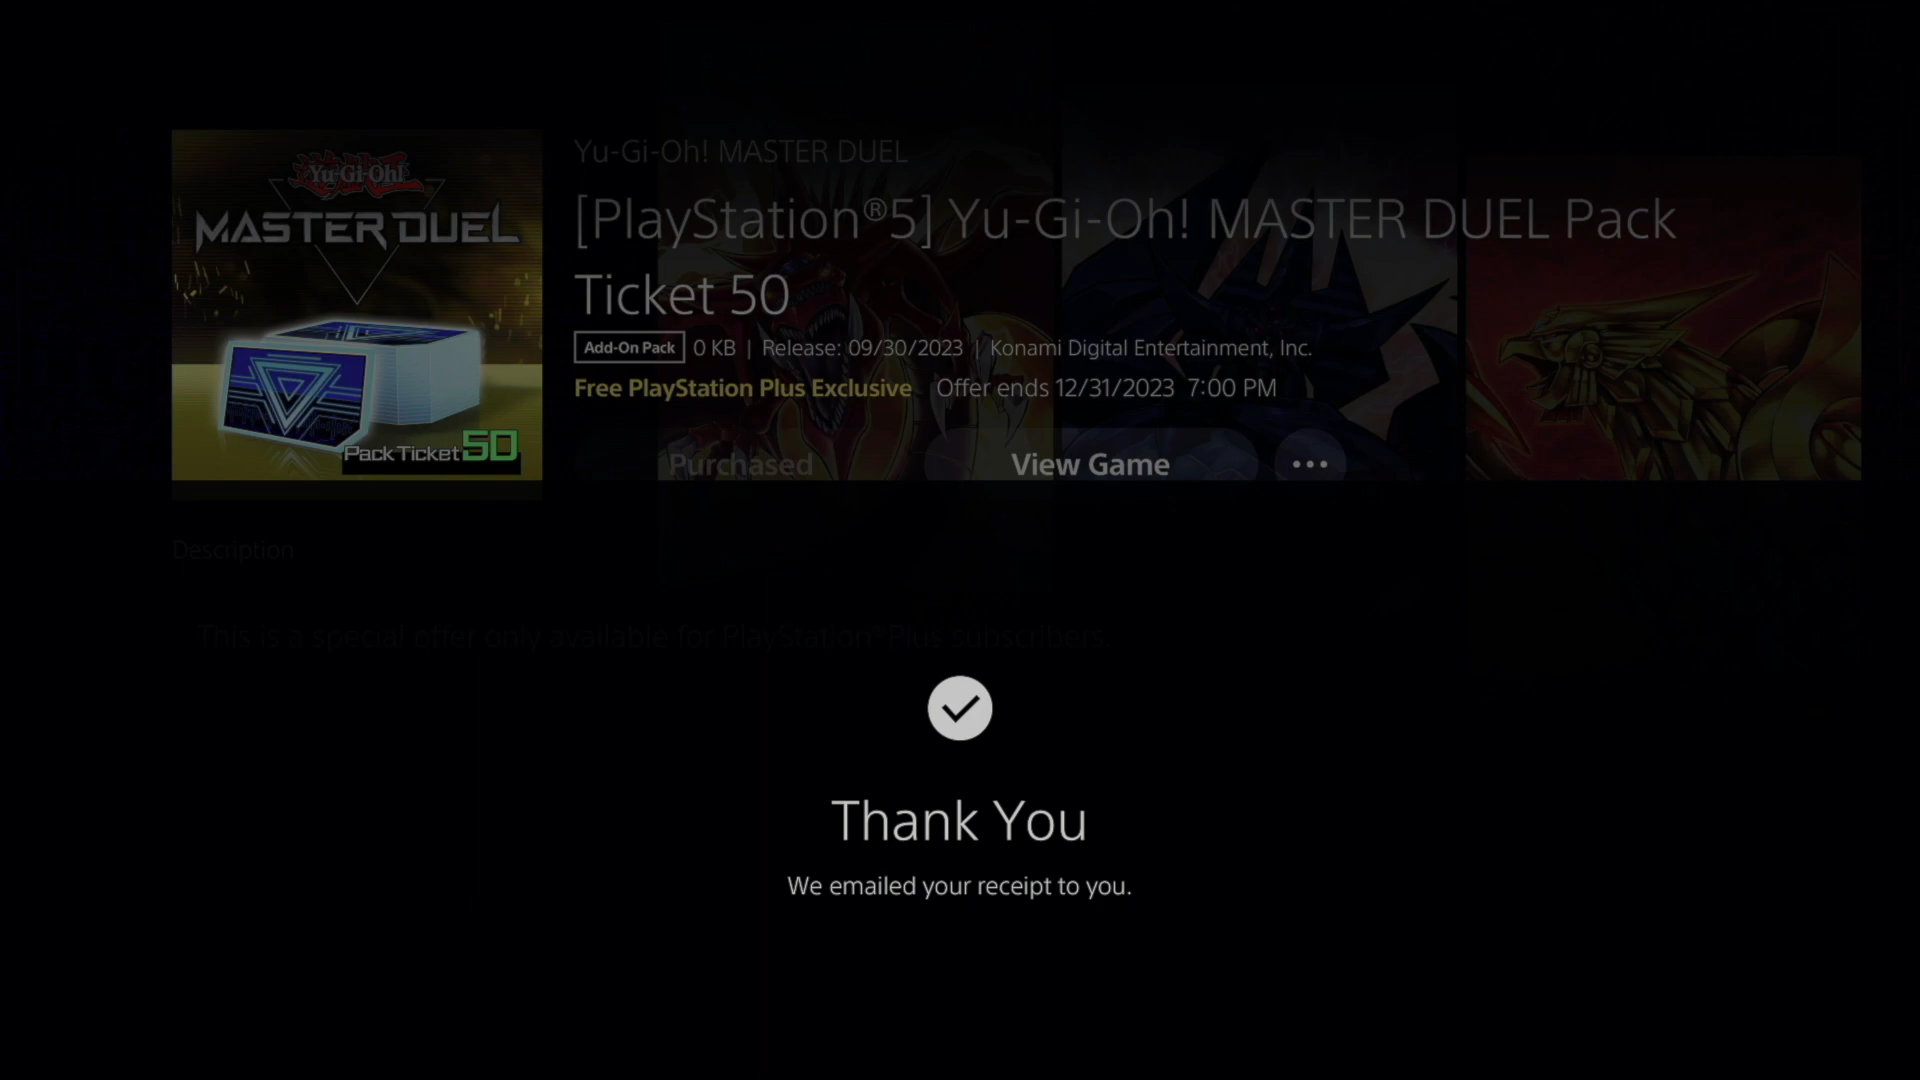 Yu-Gi-Oh!
MASTER DUEL
Pack Ticket 50
Yu-Gi-Oh! MASTER DUEL
[PlayStation®5] Yu-Gi-Oh! MASTER DUEL Pack
Ticket 50
Add-On Pack 0 KB | Release: 09/30/2023 | Konami Digital Entertainment, Inc.
Free PlayStation Plus Exclusive Offer ends 12/31/2023 7:00 PM
Purchased View Game
Description
This is a special offer only available for PlayStation®Plus subscribers.
Thank You
We emailed your receipt to you.